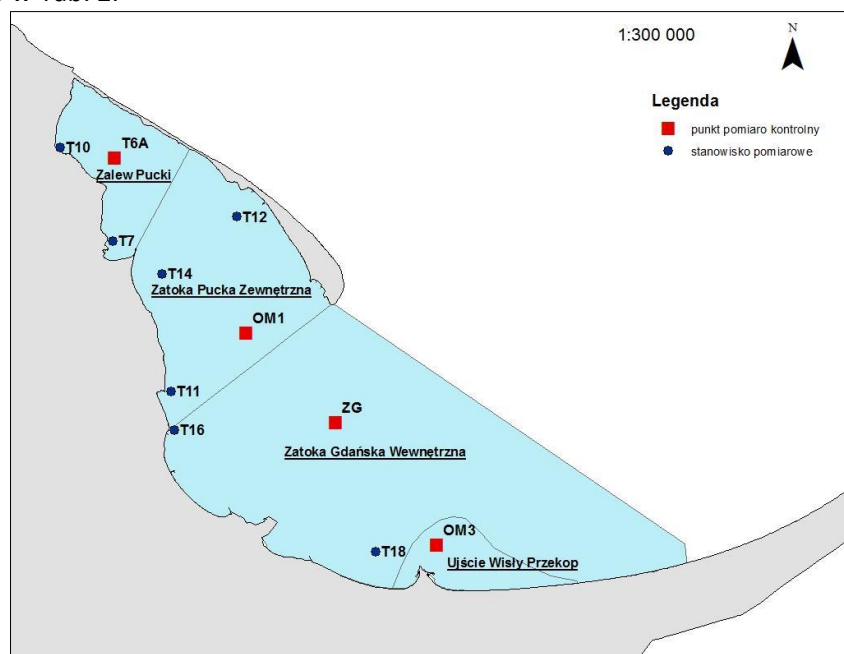 1:300 000
N
Legenda
punkt pomiaro kontrolny
stanowisko pomiarowe
T10
T6A
Zalew Pucki
T12
T7
T14
Zatoka Pucka Zewnętrzna
OM1
T11
ZG
T16
Zatoka Gdańska Wewnętrzna
OM3
T18
Ujście Wisły Przekop